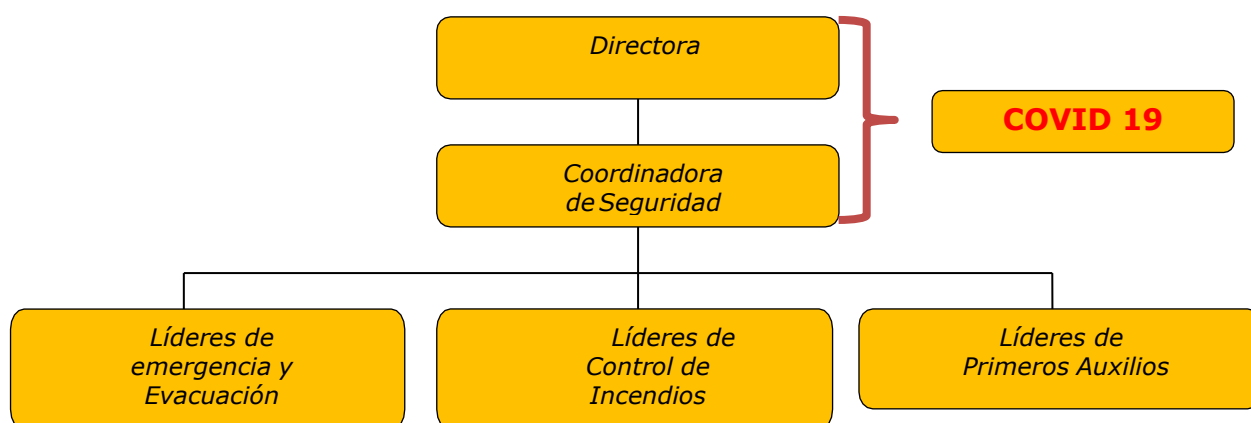 Directora
COVID 19
Coordinadora
de Seguridad
Líderes de
emergencia y
Evacuación
Líderes de
Control de
Incendios
Líderes de
Primeros Auxilios